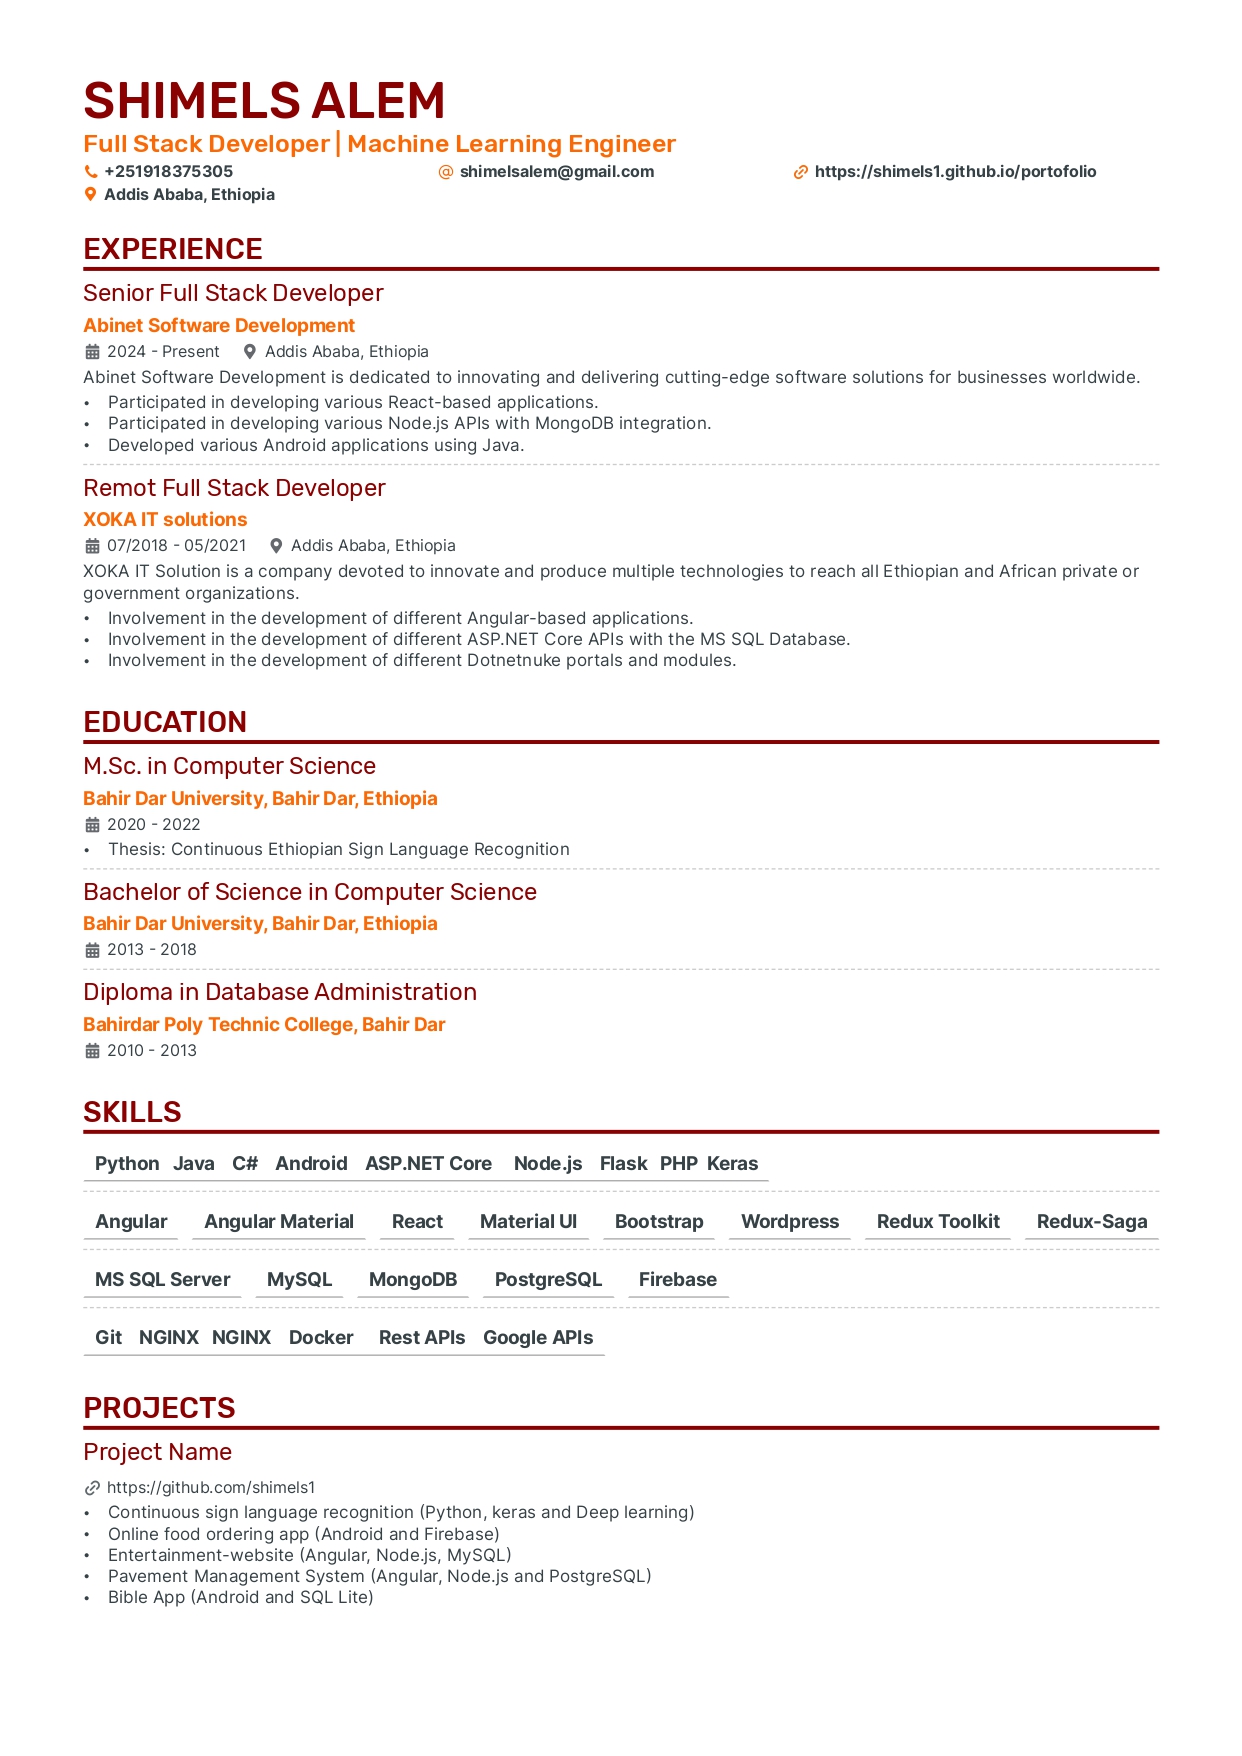 SHIMELS ALEM
Full Stack Developer | Machine Learning Engineer
+251918375305 shimelsalem@gmail.com https://shimels1.github.io/portofolio
Addis Ababa, Ethiopia
EXPERIENCE
Senior Full Stack Developer
Abinet Software Development
2024 - Present Addis Ababa, Ethiopia
Abinet Software Development is dedicated to innovating and delivering cutting-edge software solutions for businesses worldwide.
• Participated in developing various React-based applications.
• Participated in developing various Node.js APIs with MongoDB integration.
• Developed various Android applications using Java.
Remot Full Stack Developer
XOKA IT solutions
07/2018 - 05/2021 Addis Ababa, Ethiopia
XOKA IT Solution is a company devoted to innovate and produce multiple technologies to reach all Ethiopian and African private or
government organizations.
• Involvement in the development of different Angular-based applications.
• Involvement in the development of different ASP.NET Core APIs with the MS SQL Database.
• Involvement in the development of different Dotnetnuke portals and modules.
EDUCATION
M.Sc. in Computer Science
Bahir Dar University, Bahir Dar, Ethiopia
2020 - 2022
• Thesis: Continuous Ethiopian Sign Language Recognition
Bachelor of Science in Computer Science
Bahir Dar University, Bahir Dar, Ethiopia
2013 - 2018
Diploma in Database Administration
Bahirdar Poly Technic College, Bahir Dar
2010 - 2013
SKILLS
Python Java C# Android ASP.NET Core Node.js Flask PHP Keras
Angular Angular Material React Material UI Bootstrap Wordpress Redux Toolkit Redux-Saga
MS SQL Server MySQL MongoDB PostgreSQL Firebase
Git NGINX NGINX Docker Rest APIs Google APIs
PROJECTS
Project Name
https://github.com/shimels1
• Continuous sign language recognition (Python, keras and Deep learning)
• Online food ordering app (Android and Firebase)
• Entertainment-website (Angular, Node.js, MySQL)
• Pavement Management System (Angular, Node.js and PostgreSQL)
• Bible App (Android and SQL Lite)